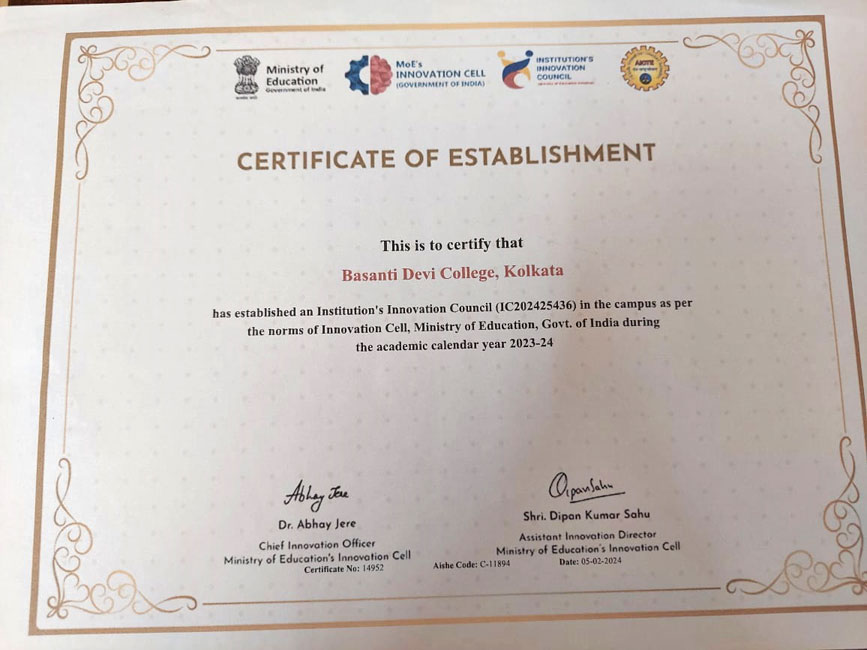 Ministry of
Education
Government of India
MoE's
INNOVATION CELL
(GOVERNMENT OF INDIA)
INSTITUTION'S
INNOVATION
COUNCIL
AICTE
CERTIFICATE OF ESTABLISHMENT
This is to certify that
Basanti Devi College, Kolkata
has established an Institution's Innovation Council (IC202425436) in the campus as per
the norms of Innovation Cell, Ministry of Education, Govt. of India during
the academic calendar year 2023-24
Abhay Jere
Dr. Abhay Jere
Chief Innovation Officer
Ministry of Education's Innovation Cell
Certificate No: 14952
Aishe Code: C-11894
DipanSahu
Shri. Dipan Kumar Sahu
Assistant Innovation Director
Ministry of Education's Innovation Cell
Date: 05-02-2024